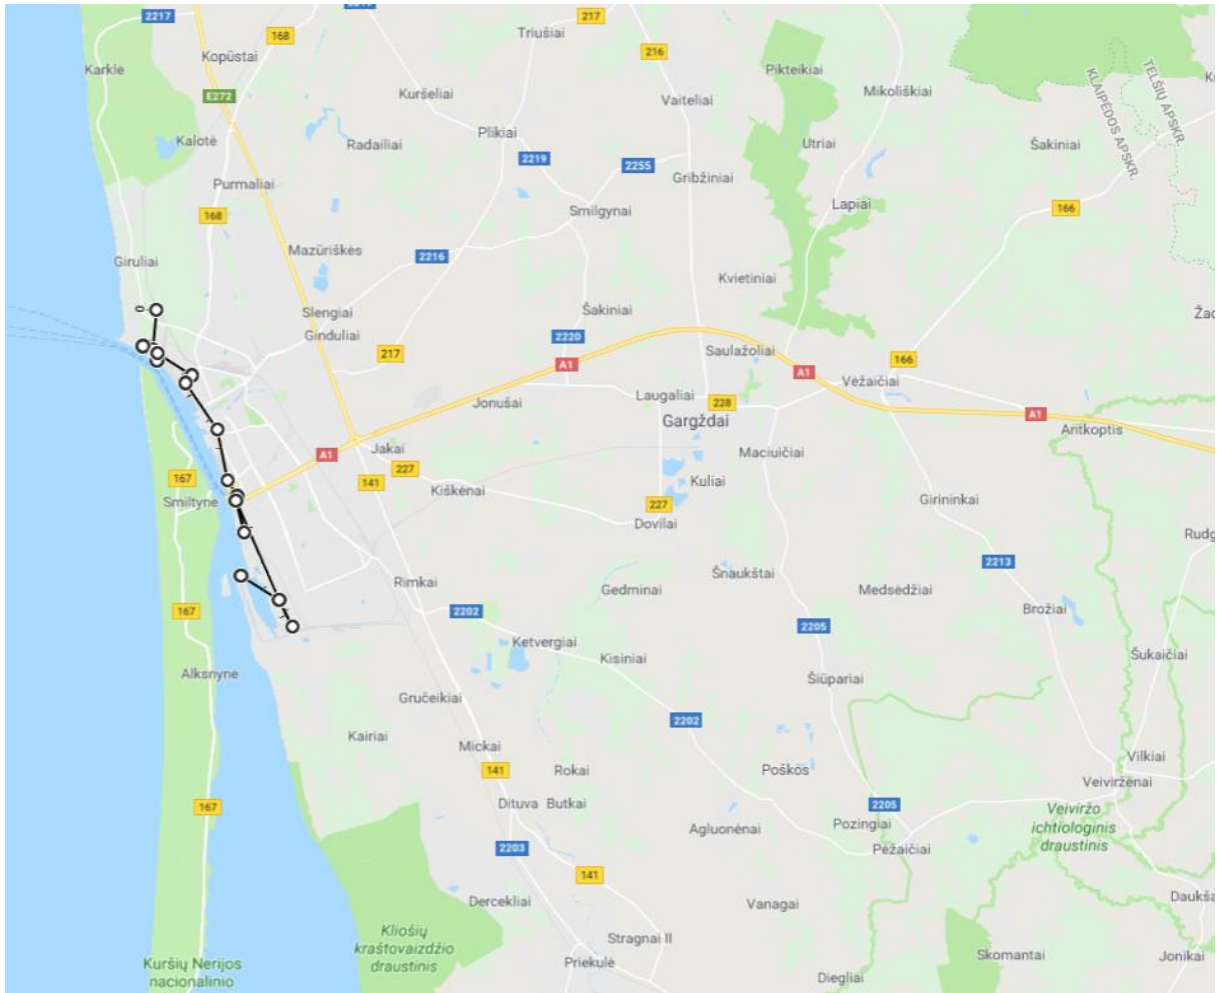 2217
217
Triušiai
168
Kopūstai
216
Karklė
Pikteikiai
TELŠIŲ APSKR.
KLAIPĖDOS APSKR.
E272
Kuršeliai
Vaiteliai
Mikoliškiai
Plikiai
Kalotė
Radailiai
Utriai
Šakiniai
2219
2255
Gribžiniai
Purmaliai
168
Smilgynai
Lapiai
166
Mazūriškės
2216
Giruliai
Kvietiniai
Slengiai
Šakiniai
Ginduliai
2220
217
Saulažoliai
166
A1
A1
Vėžaičiai
Laugaliai
Jonušai
228
A1
Gargždai
Antkoptis
Jakai
A1
Maciuičiai
227
167
141
Kuliai
Kiškėnai
Smiltynė
227
Girininkai
Dovilai
Rudg
2213
Šnaukštai
Rimkai
Gedminai
Medsėdžiai
167
2202
Brožiai
2205
Ketvergiai
Kisiniai
Šukaičiai
Alksnynė
Šiūpariai
Gručeikiai
2202
Kairiai
Mickai
Vilkiai
141
Rokai
Poškos
Veiviržėnai
167
Dituva
Butkai
2205
Veiviržo
ichtiologinis
draustinis
Agluonėnai
Pozingiai
2203
Pėžaičiai
141
Dercekliai
Vanagai
Daukša
Kliošių
kraštovaizdžio
draustinis
Stragnai II
Skomantai
Jonikai
Kuršių Nerijos
nacionalinio
Priekulė
Diegliai